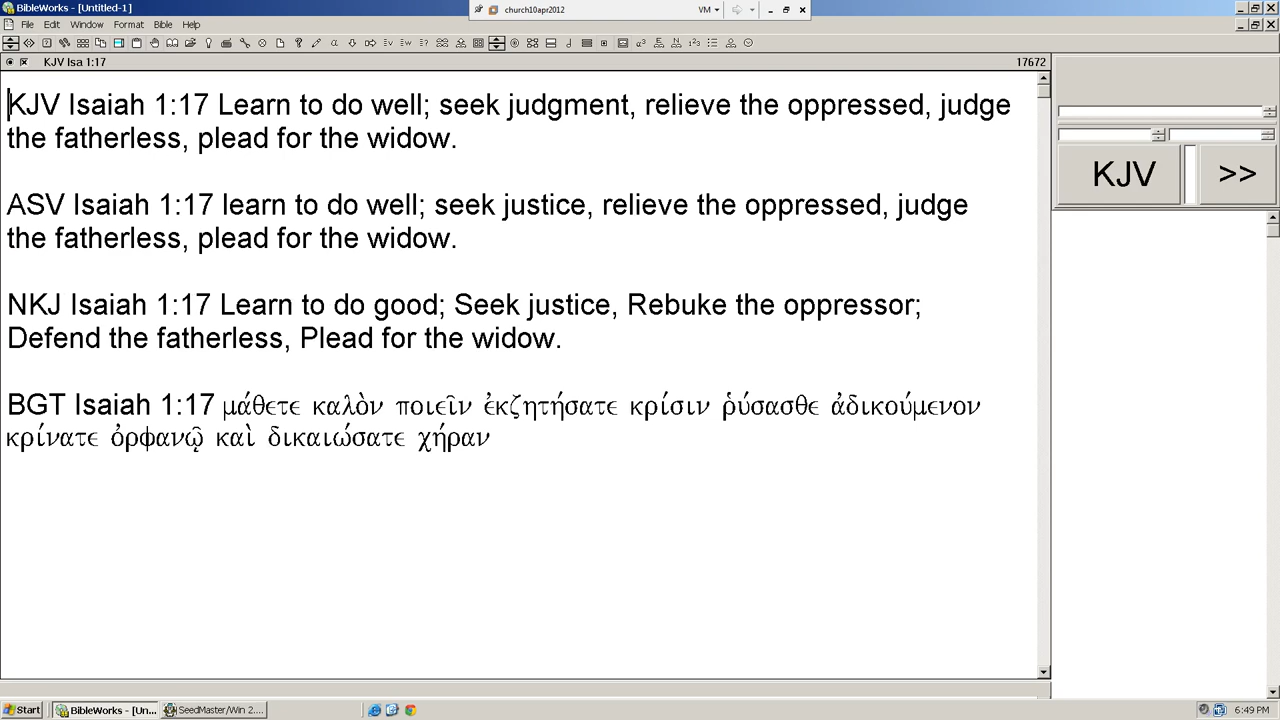 BibleWorks - [Untitled-1]
church10apr2012
VM
File Edit Window Format Bible Help
KJV Isa 1:17
17672
KJV Isaiah 1:17 Learn to do well; seek judgment, relieve the oppressed, judge
the fatherless, plead for the widow.
ASV Isaiah 1:17 learn to do well; seek justice, relieve the oppressed, judge
the fatherless, plead for the widow.
NKJ Isaiah 1:17 Learn to do good; Seek justice, Rebuke the oppressor;
Defend the fatherless, Plead for the widow.
BGT Isaiah 1:17 μάθετε καλὸν ποιεῖν ἐκζητήσατε κρίσιν ῥύσασθε ἀδικούμενον
κρίνατε ὀρφανῷ καὶ δικαιώσατε χήραν
KJV
>>
Start
BibleWorks - [Un...
SeedMaster/Win 2....
6:49 PM